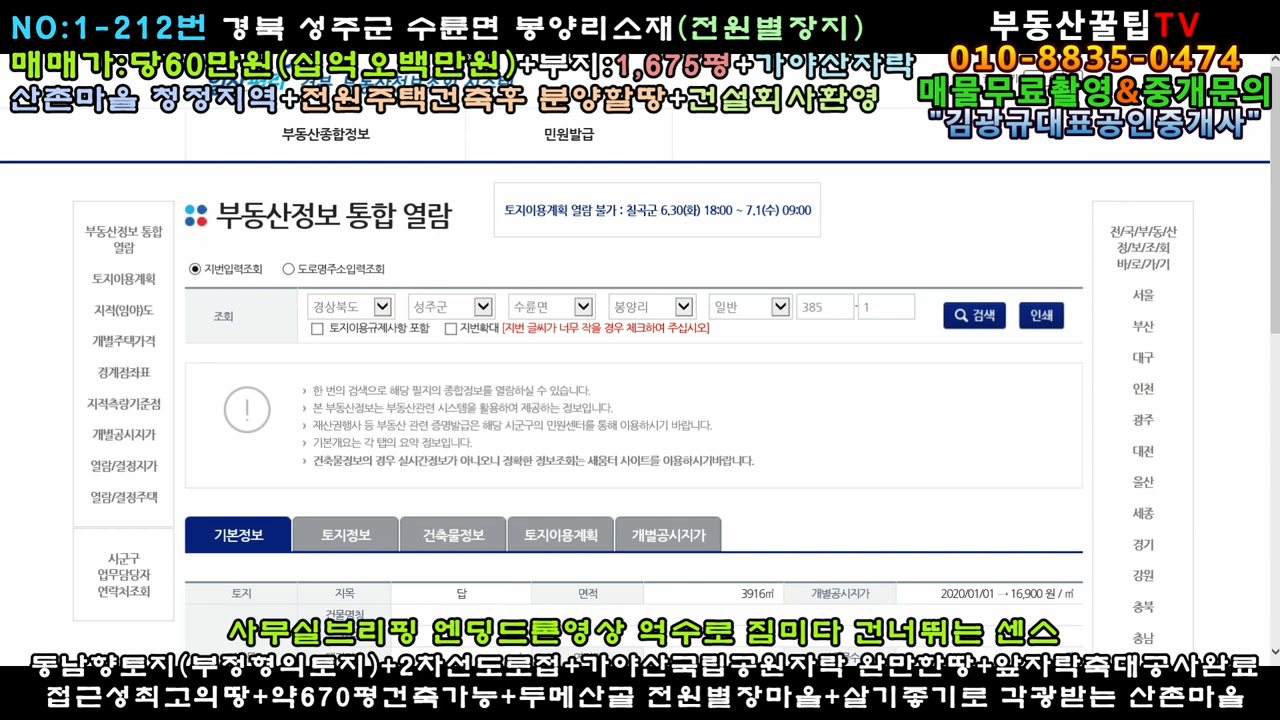 NO:1-212번 경북 성주군 수륜면 봉양리소재(전원별장지)
부동산꿀팁TV
매매가:당60만원(십억오백만원)+부지:1,675평+가야산자락
010-8835-0474
산촌마을 청정지역+전원주택건축후 분양할땅+건설회사환영
매물무료촬영&중개문의
"김광규대표공인중개사"
부동산종합정보 민원발급
부동산정보 통합 열람
토지이용계획 열람 불가 : 칠곡군 6.30(화) 18:00 ~ 7.1(수) 09:00
부동산정보 통합
열람
토지이용계획
지적(임야)도
개별주택가격
경계점좌표
지적측량기준점
개별공시지가
열람/결정지가
열람/결정주택
시군구
업무담당자
연락처조회
지번입력조회 도로명주소입력조회
조회 경상북도 성주군 수륜면 봉양리 일반 385 - 1 검색 인쇄
토지이용규제사항 포함 지번확대 [지번 글씨가 너무 작을 경우 체크하여 주십시오]
› 한 번의 검색으로 해당 필지의 종합정보를 열람하실 수 있습니다.
› 본 부동산정보는 부동산관련 시스템을 활용하여 제공하는 정보입니다.
› 재산권행사 등 부동산 관련 증명발급은 해당 시군구의 민원센터를 통해 이용하시기 바랍니다.
› 기본개요는 각 탭의 요약 정보입니다.
› 건축물정보의 경우 실시간정보가 아니오니 정확한 정보조회는 세움터 사이트를 이용하시기바랍니다.
기본정보 토지정보 건축물정보 토지이용계획 개별공시지가
토지 지목 답 면적 3916㎡ 개별공시지가 2020/01/01 → 16,900 원 / ㎡
건물명칭
전/국/부/동/산
정/보/조/회
바/로/가/기
서울
부산
대구
인천
광주
대전
울산
세종
경기
강원
충북
충남
사무실브리핑 엔딩드론영상 억수로 짐미다 건너뛰는 센스
동남향토지(부정형의토지)+2차선도로접+가야산국립공원자락 완만한땅+앞자락축대공사완료
접근성최고의땅+약670평건축가능+두메산골 전원별장마을+살기좋기로 각광받는 산촌마을